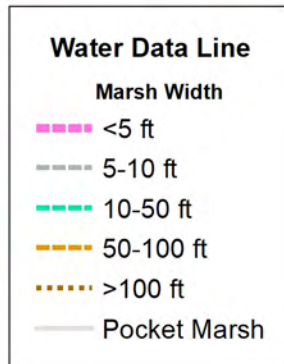 Water Data Line
Marsh Width
<5 ft
5-10 ft
10-50 ft
50-100 ft
>100 ft
Pocket Marsh